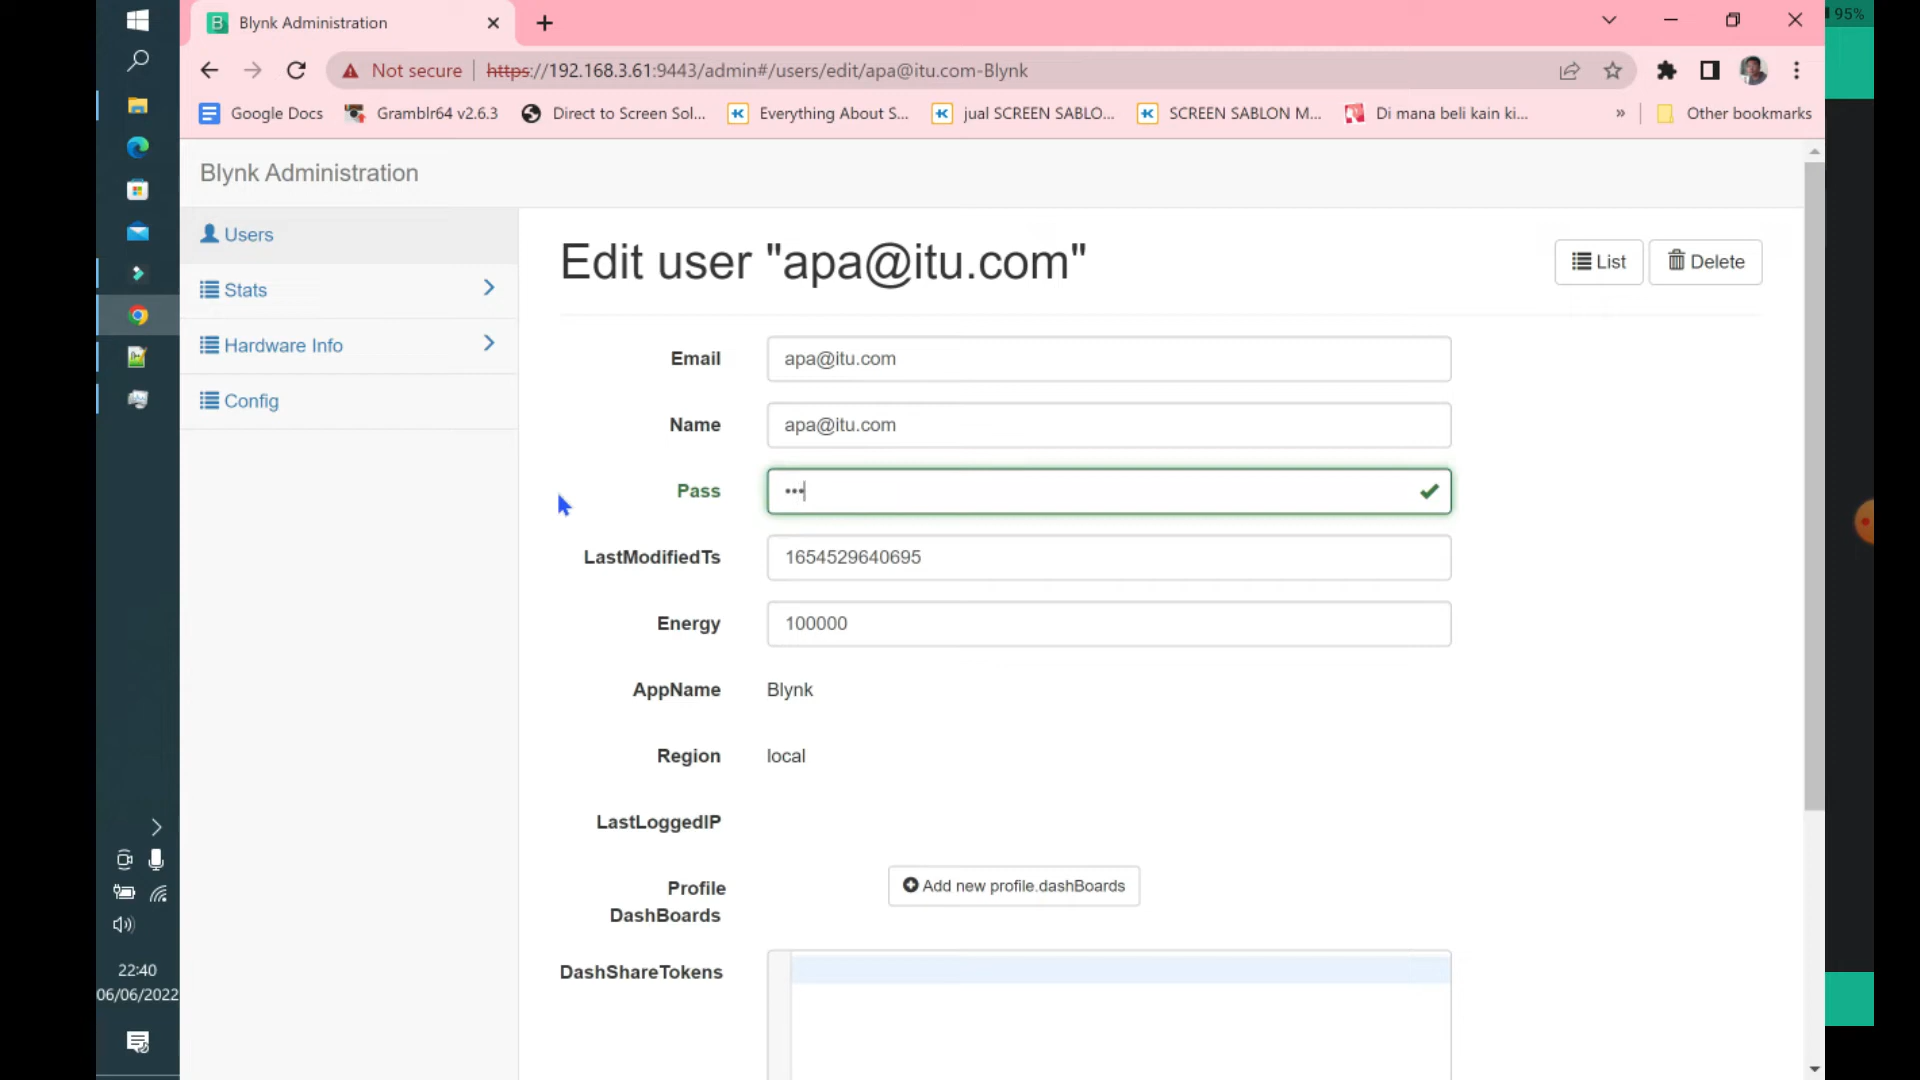 Blynk Administration
95%
Not secure
https://192.168.3.61:9443/admin#/users/edit/apa@itu.com-Blynk
Google Docs
Gramblr64 v2.6.3
Direct to Screen Sol...
Everything About S...
jual SCREEN SABLO...
SCREEN SABLON M...
Di mana beli kain ki...
»
Other bookmarks
Blynk Administration
Users
Stats
Hardware Info
Config
Edit user "apa@itu.com"
List
Delete
Email
apa@itu.com
Name
apa@itu.com
Pass
•••
LastModifiedTs
1654529640695
Energy
100000
AppName
Blynk
Region
local
LastLoggedIP
Profile
DashBoards
Add new profile.dashBoards
DashShareTokens
22:40
06/06/2022